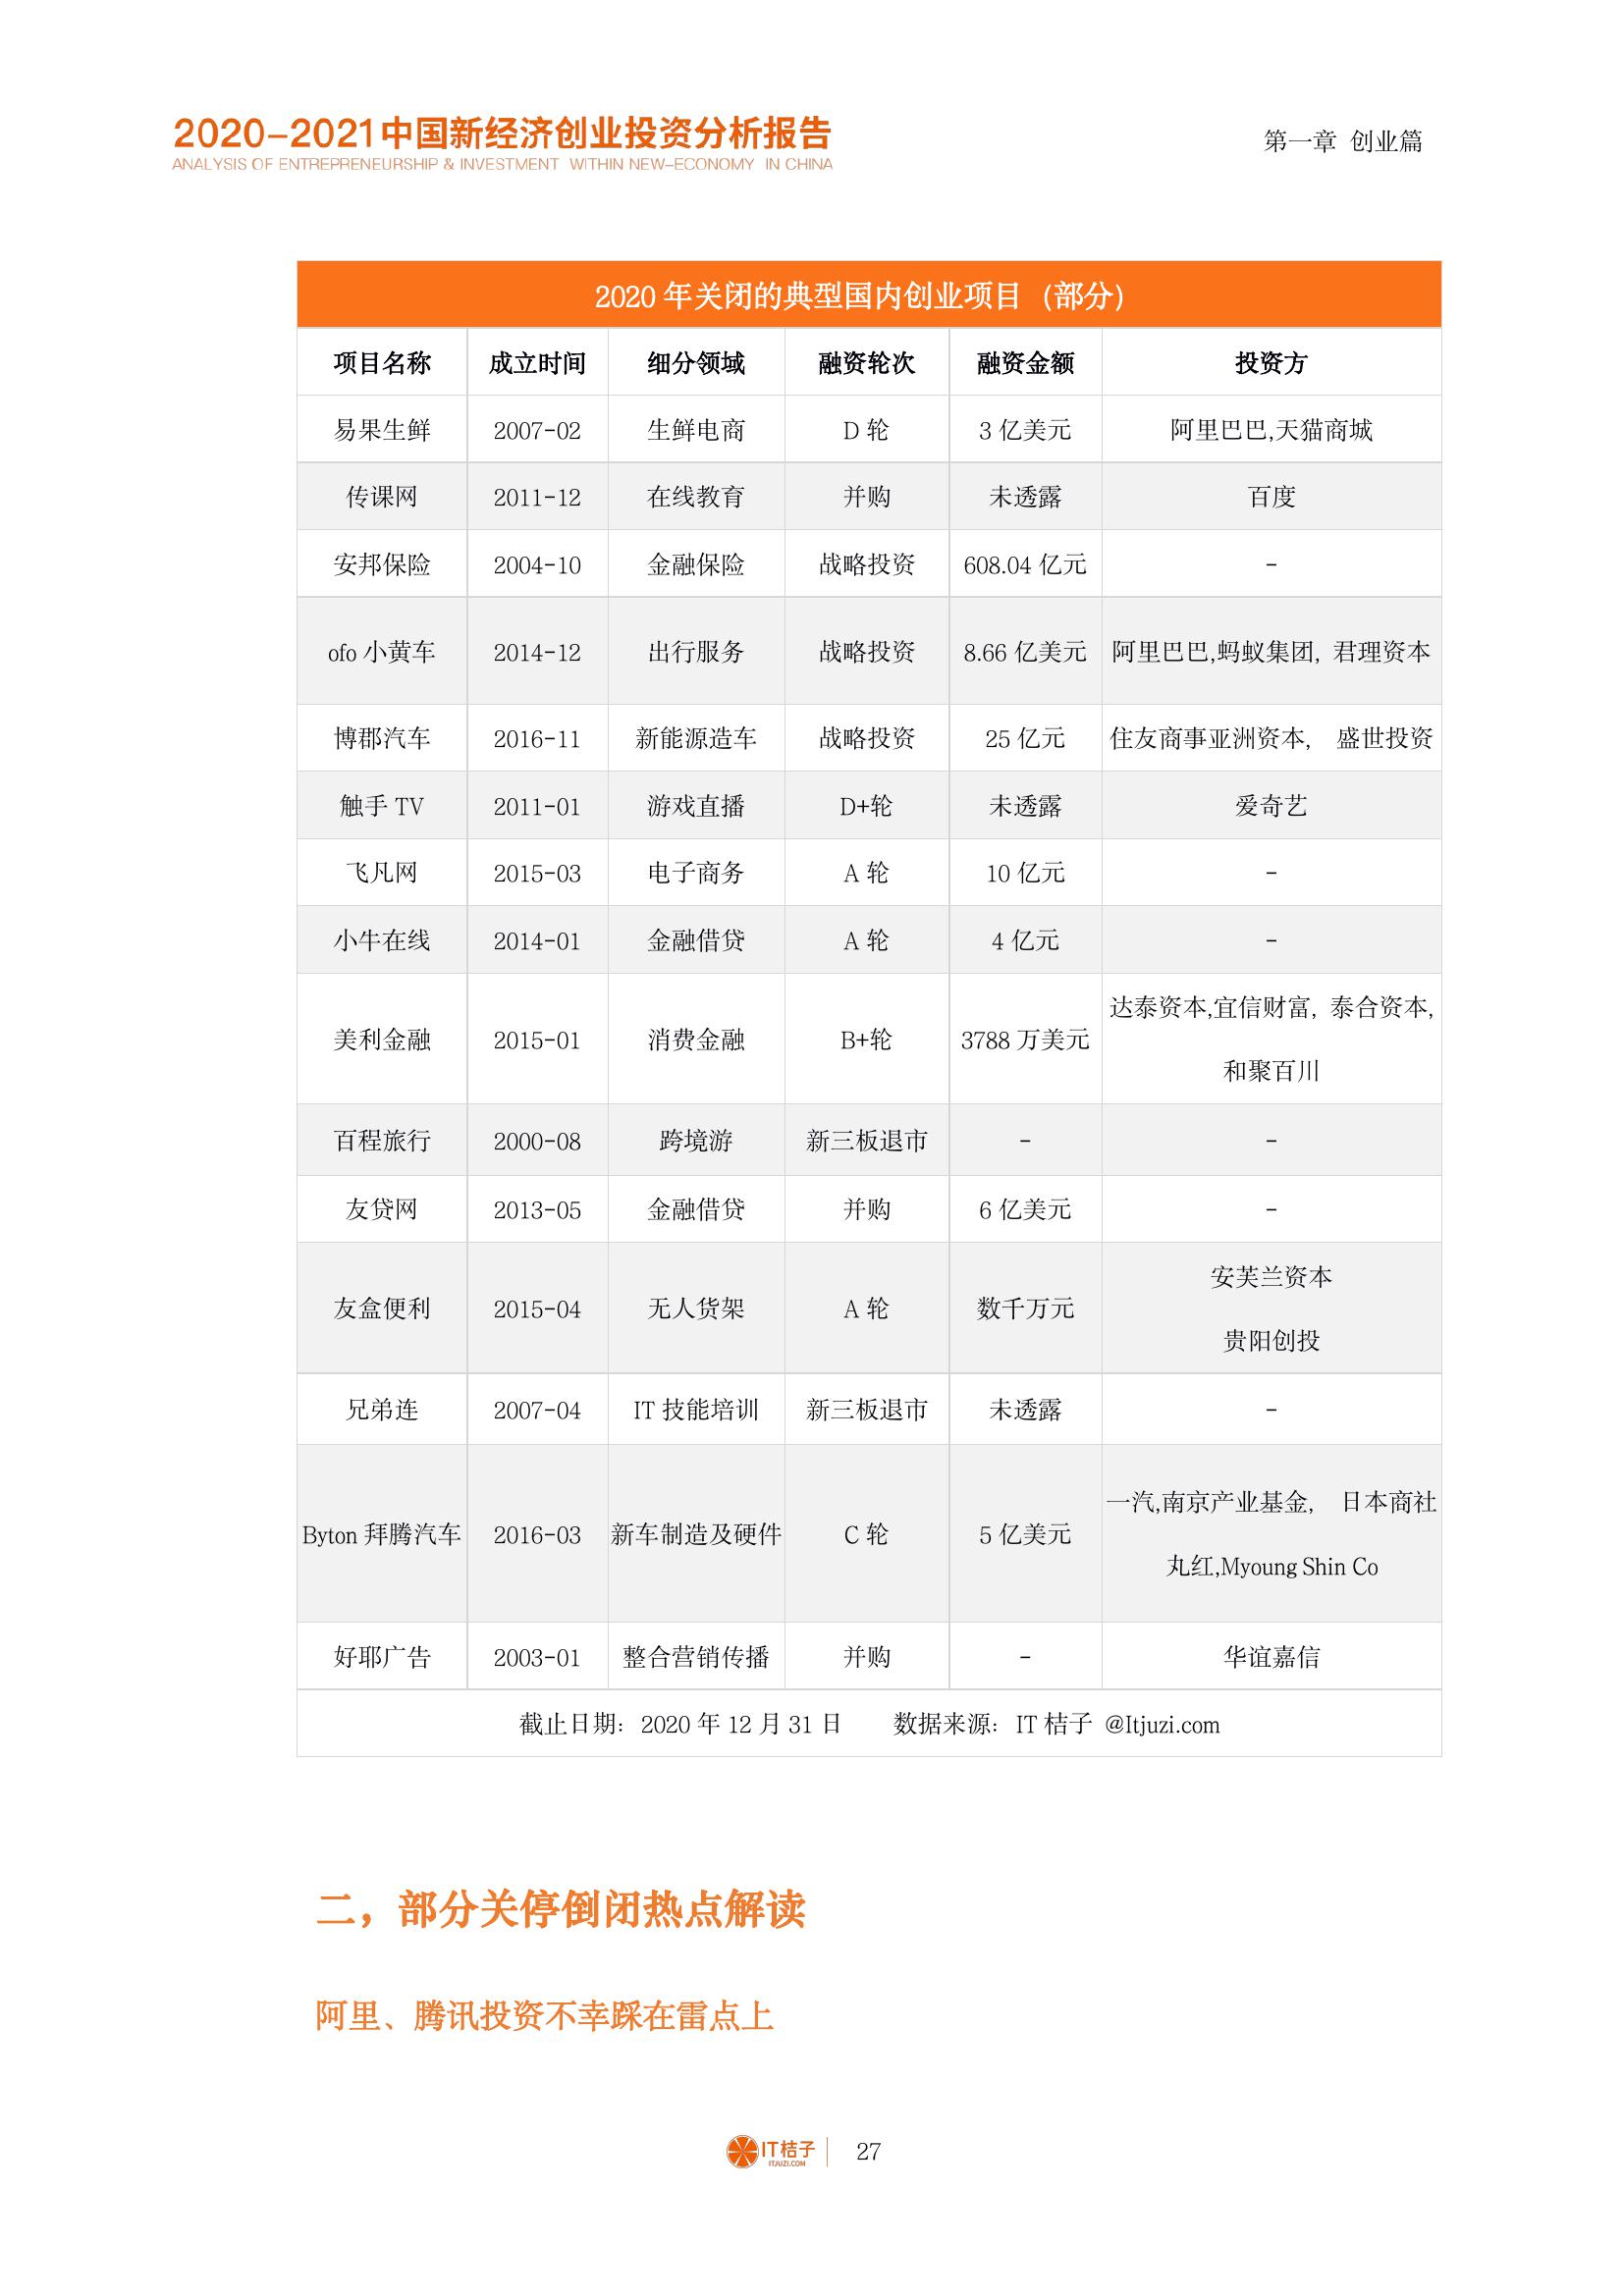 2020-2021中国新经济创业投资分析报告
ANALYSIS OF ENTREPRENEURSHIP & INVESTMENT WITHIN NEW-ECONOMY IN CHINA
第一章 创业篇
2020 年关闭的典型国内创业项目（部分）
项目名称 成立时间 细分领域 融资轮次 融资金额 投资方
易果生鲜 2007-02 生鲜电商 D 轮 3 亿美元 阿里巴巴,天猫商城
传课网 2011-12 在线教育 并购 未透露 百度
安邦保险 2004-10 金融保险 战略投资 608.04 亿元 -
ofo 小黄车 2014-12 出行服务 战略投资 8.66 亿美元 阿里巴巴,蚂蚁集团, 君理资本
博郡汽车 2016-11 新能源造车 战略投资 25 亿元 住友商事亚洲资本, 盛世投资
触手 TV 2011-01 游戏直播 D+轮 未透露 爱奇艺
飞凡网 2015-03 电子商务 A 轮 10 亿元 -
小牛在线 2014-01 金融借贷 A 轮 4 亿元 -
美利金融 2015-01 消费金融 B+轮 3788 万美元 达泰资本,宜信财富, 泰合资本,
和聚百川
百程旅行 2000-08 跨境游 新三板退市 - -
友贷网 2013-05 金融借贷 并购 6 亿美元 -
友盒便利 2015-04 无人货架 A 轮 数千万元 安芙兰资本
贵阳创投
兄弟连 2007-04 IT 技能培训 新三板退市 未透露 -
Byton 拜腾汽车 2016-03 新车制造及硬件 C 轮 5 亿美元 一汽,南京产业基金, 日本商社
丸红,Myoung Shin Co
好耶广告 2003-01 整合营销传播 并购 - 华谊嘉信
截止日期：2020 年 12 月 31 日 数据来源：IT 桔子 @Itjuzi.com
二，部分关停倒闭热点解读
阿里、腾讯投资不幸踩在雷点上
IT桔子
ITJUZI.COM
27